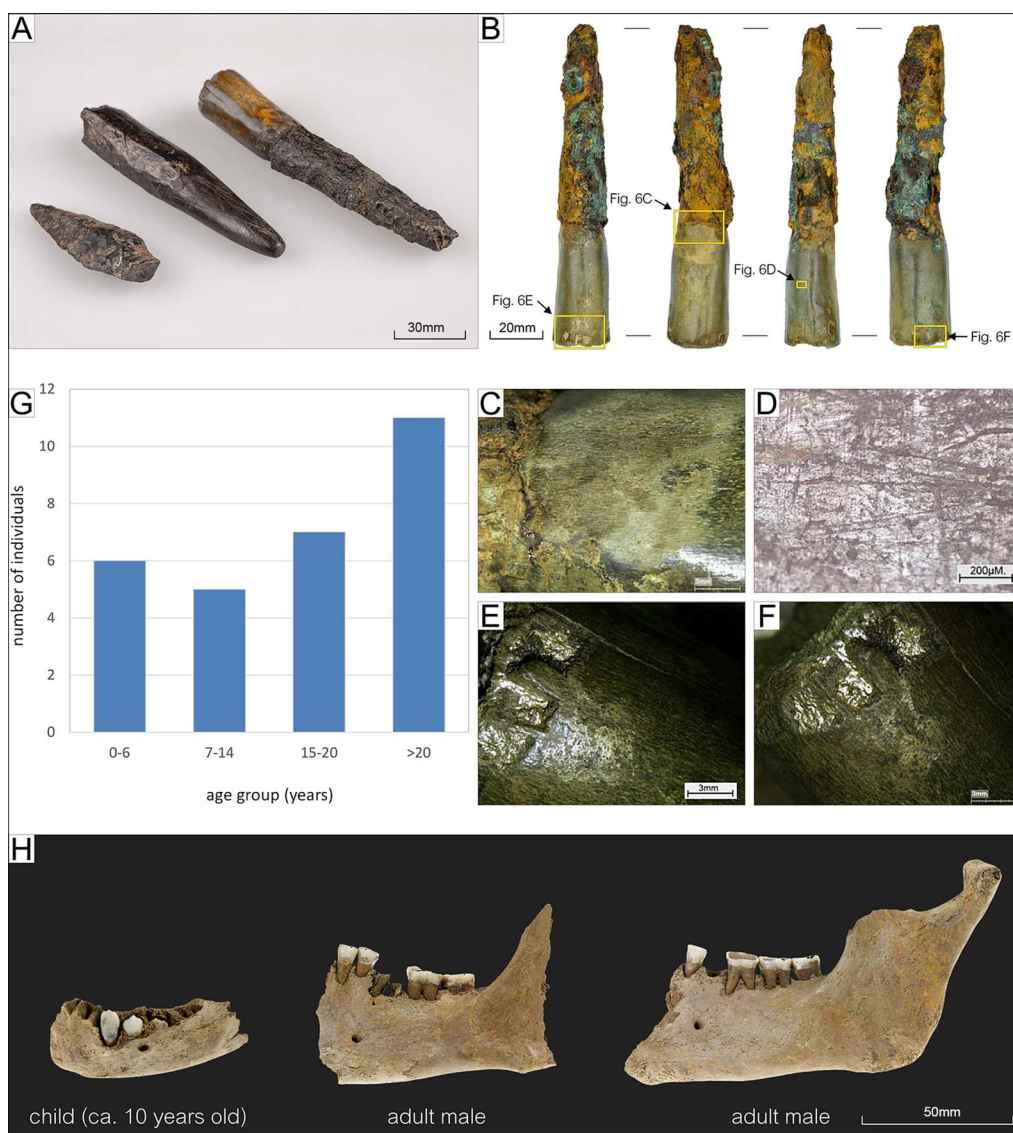 A
30mm
B
Fig. 6C
Fig. 6D
Fig. 6E
20mm
Fig. 6F
G
number of individuals
12
10
8
6
4
2
0
0-6
7-14
15-20
>20
age group (years)
C
D
200µM.
E
3mm
F
3mm
H
child (ca. 10 years old)
adult male
adult male
50mm